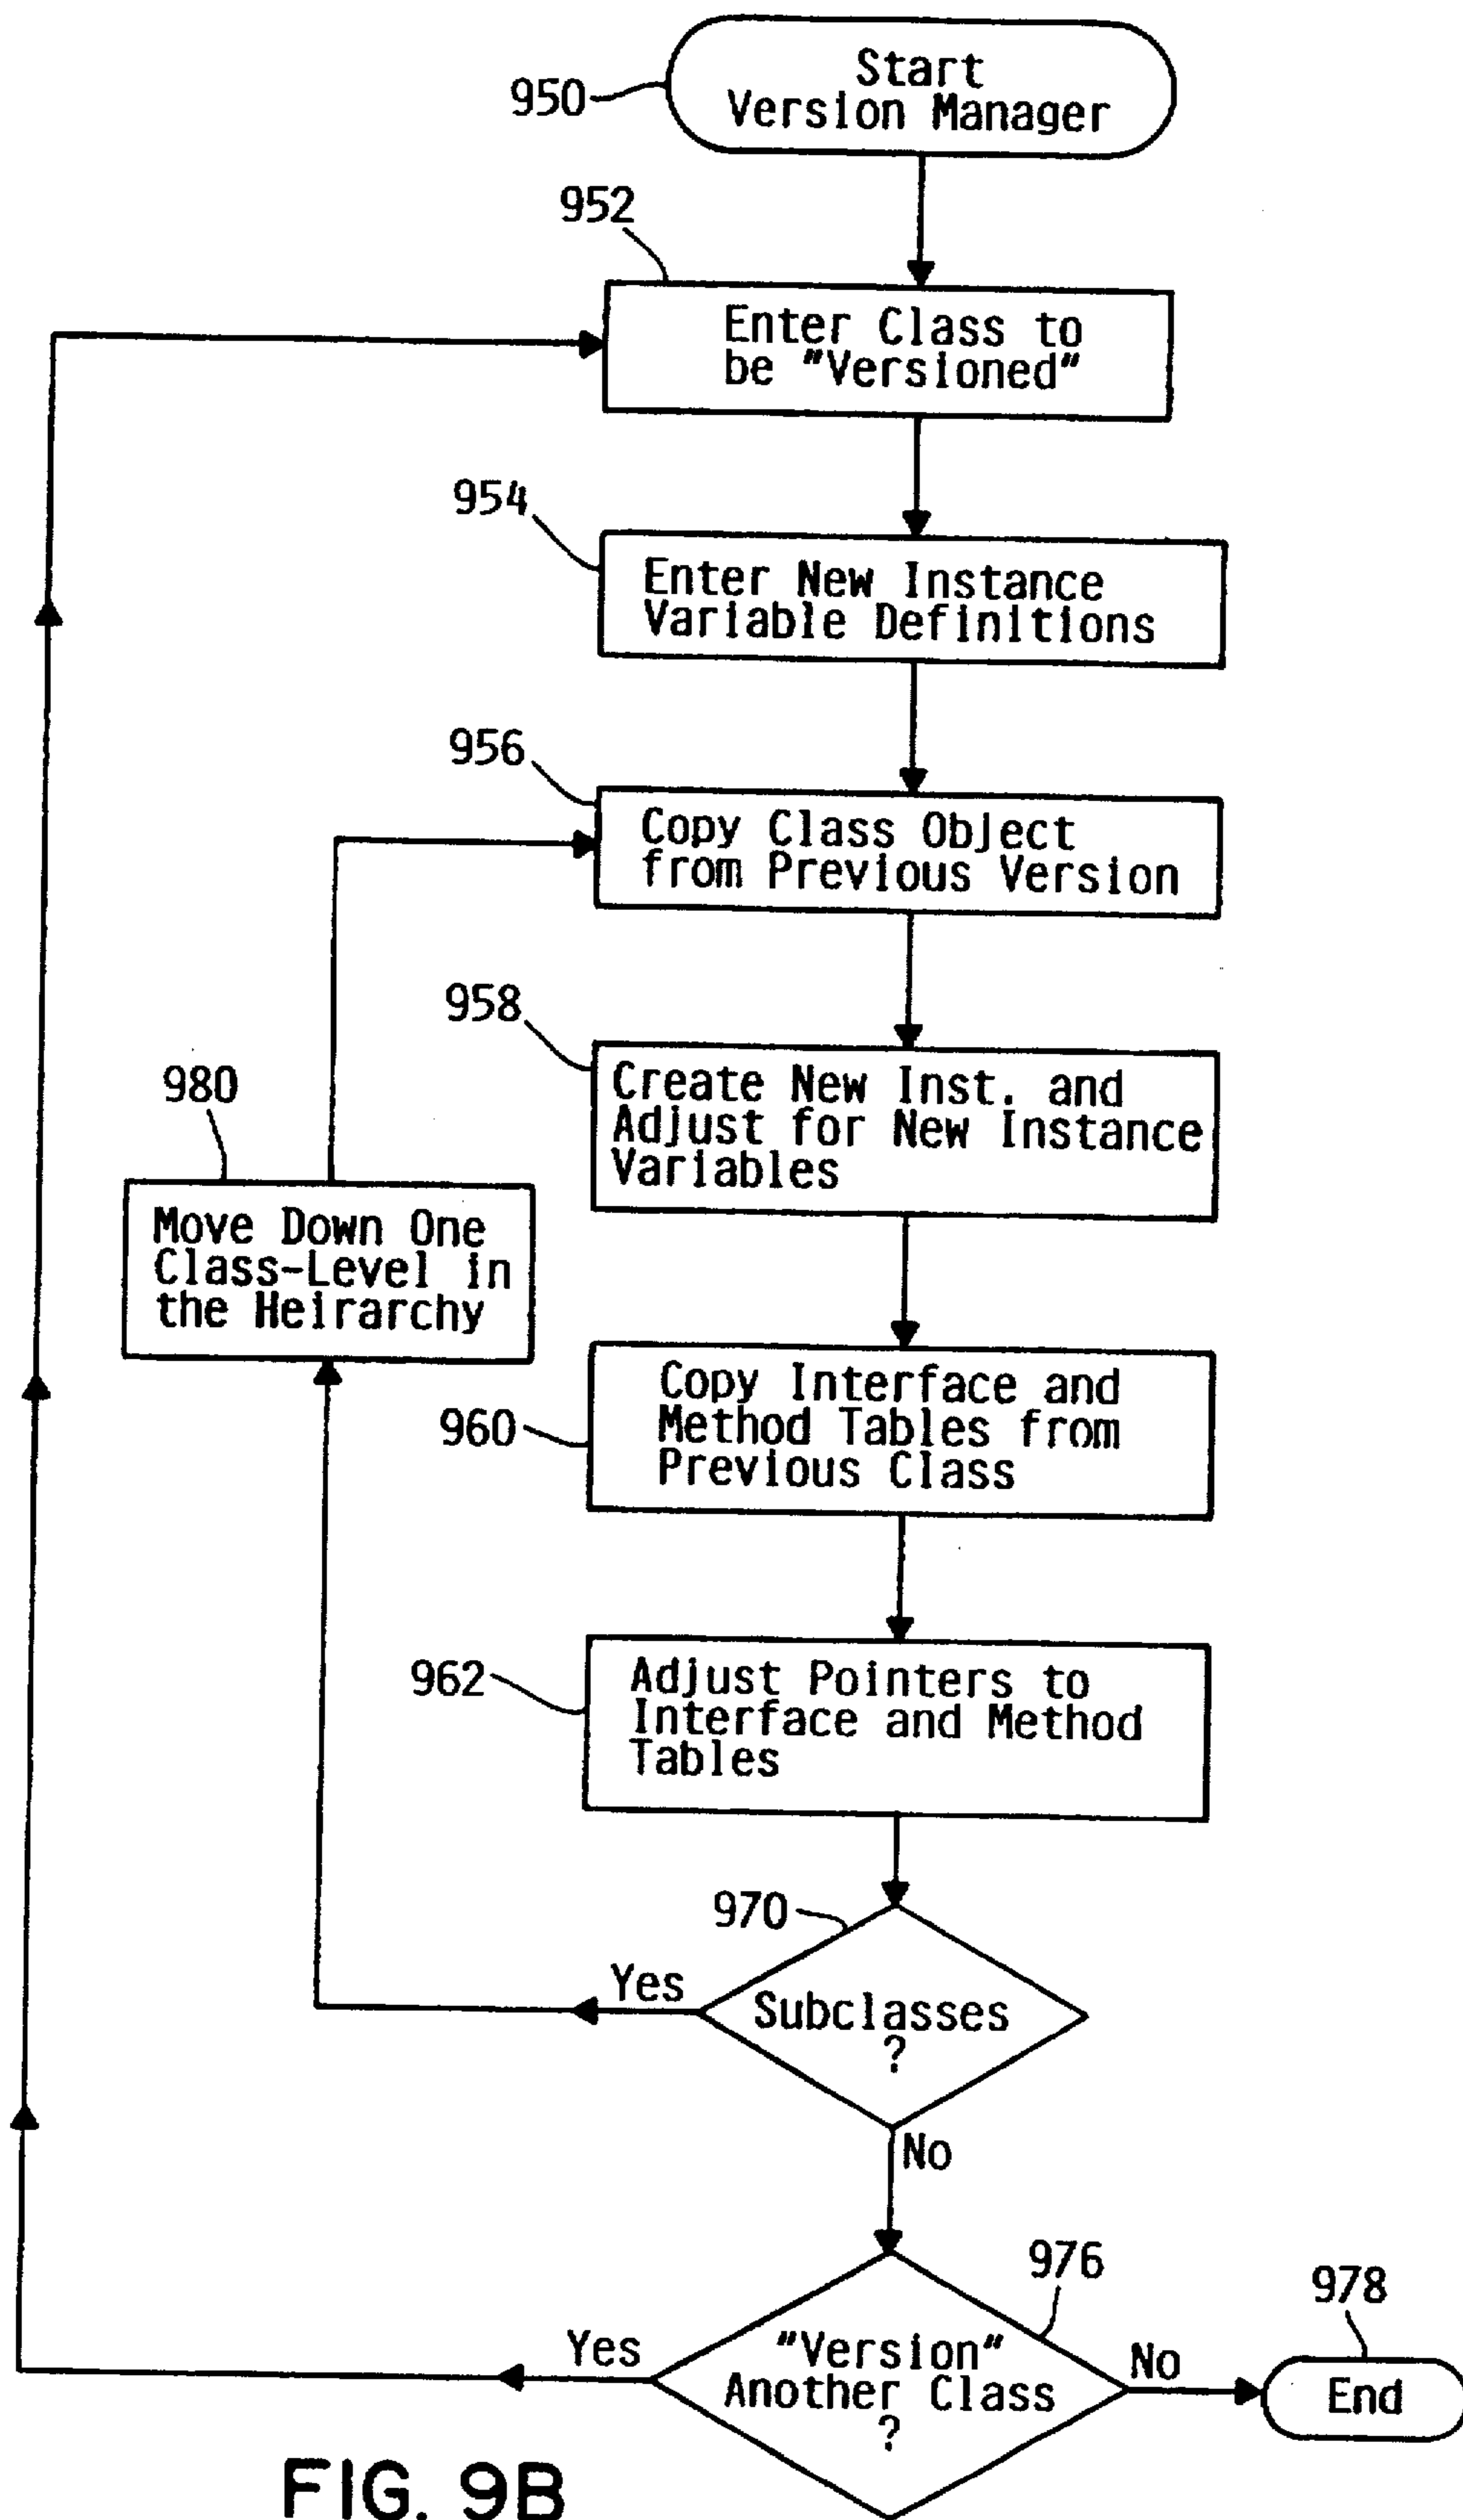 950
Start
Version Manager
952
Enter Class to
be "Versioned"
954
Enter New Instance
Variable Definitions
956
Copy Class Object
from Previous Version
958
Create New Inst. and
Adjust for New Instance
Variables
980
Move Down One
Class-Level in
the Heirarchy
960
Copy Interface and
Method Tables from
Previous Class
962
Adjust Pointers to
Interface and Method
Tables
970
Yes
Subclasses
?
No
976
978
Yes
"Version"
Another Class
?
No
End
FIG. 9B